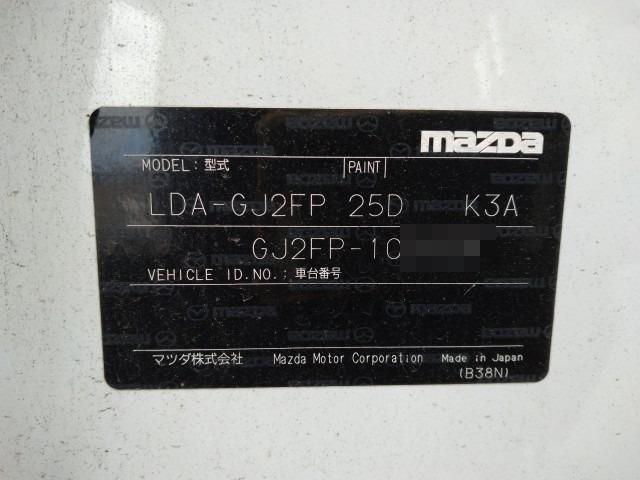 mazda
MODEL: 型式 PAINT
LDA-GJ2FP 25D K3A
GJ2FP-10
VEHICLE ID.NO.: 車台番号
マツダ株式会社 Mazda Motor Corporation Made in Japan
(B38N)